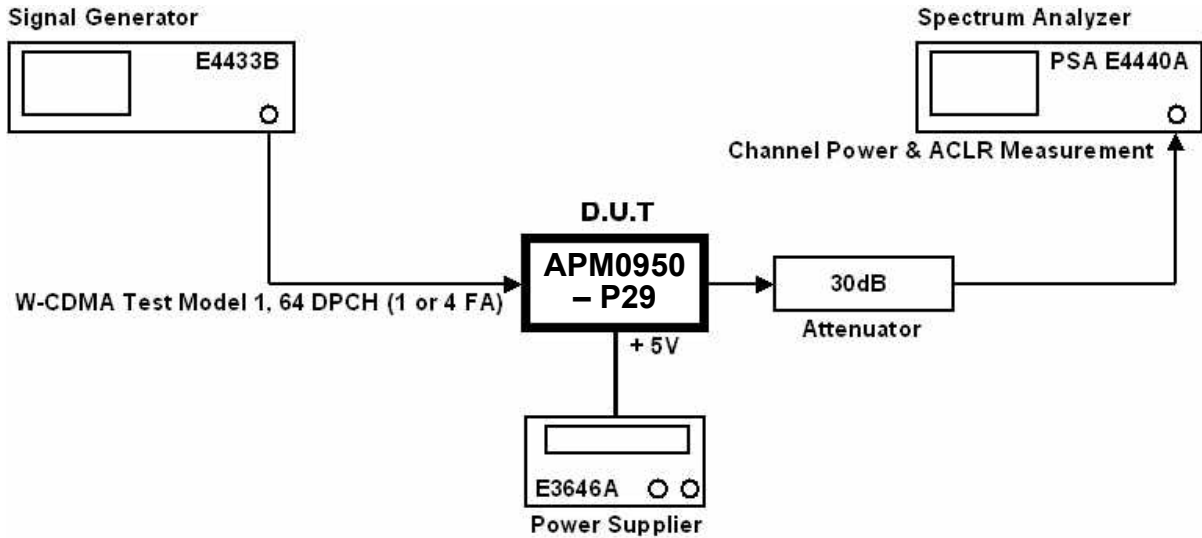 Signal Generator
E4433B
Spectrum Analyzer
PSA E4440A
Channel Power & ACLR Measurement
D.U.T
APM0950
– P29
W-CDMA Test Model 1, 64 DPCH (1 or 4 FA)
30dB
Attenuator
+ 5V
E3646A
Power Supplier